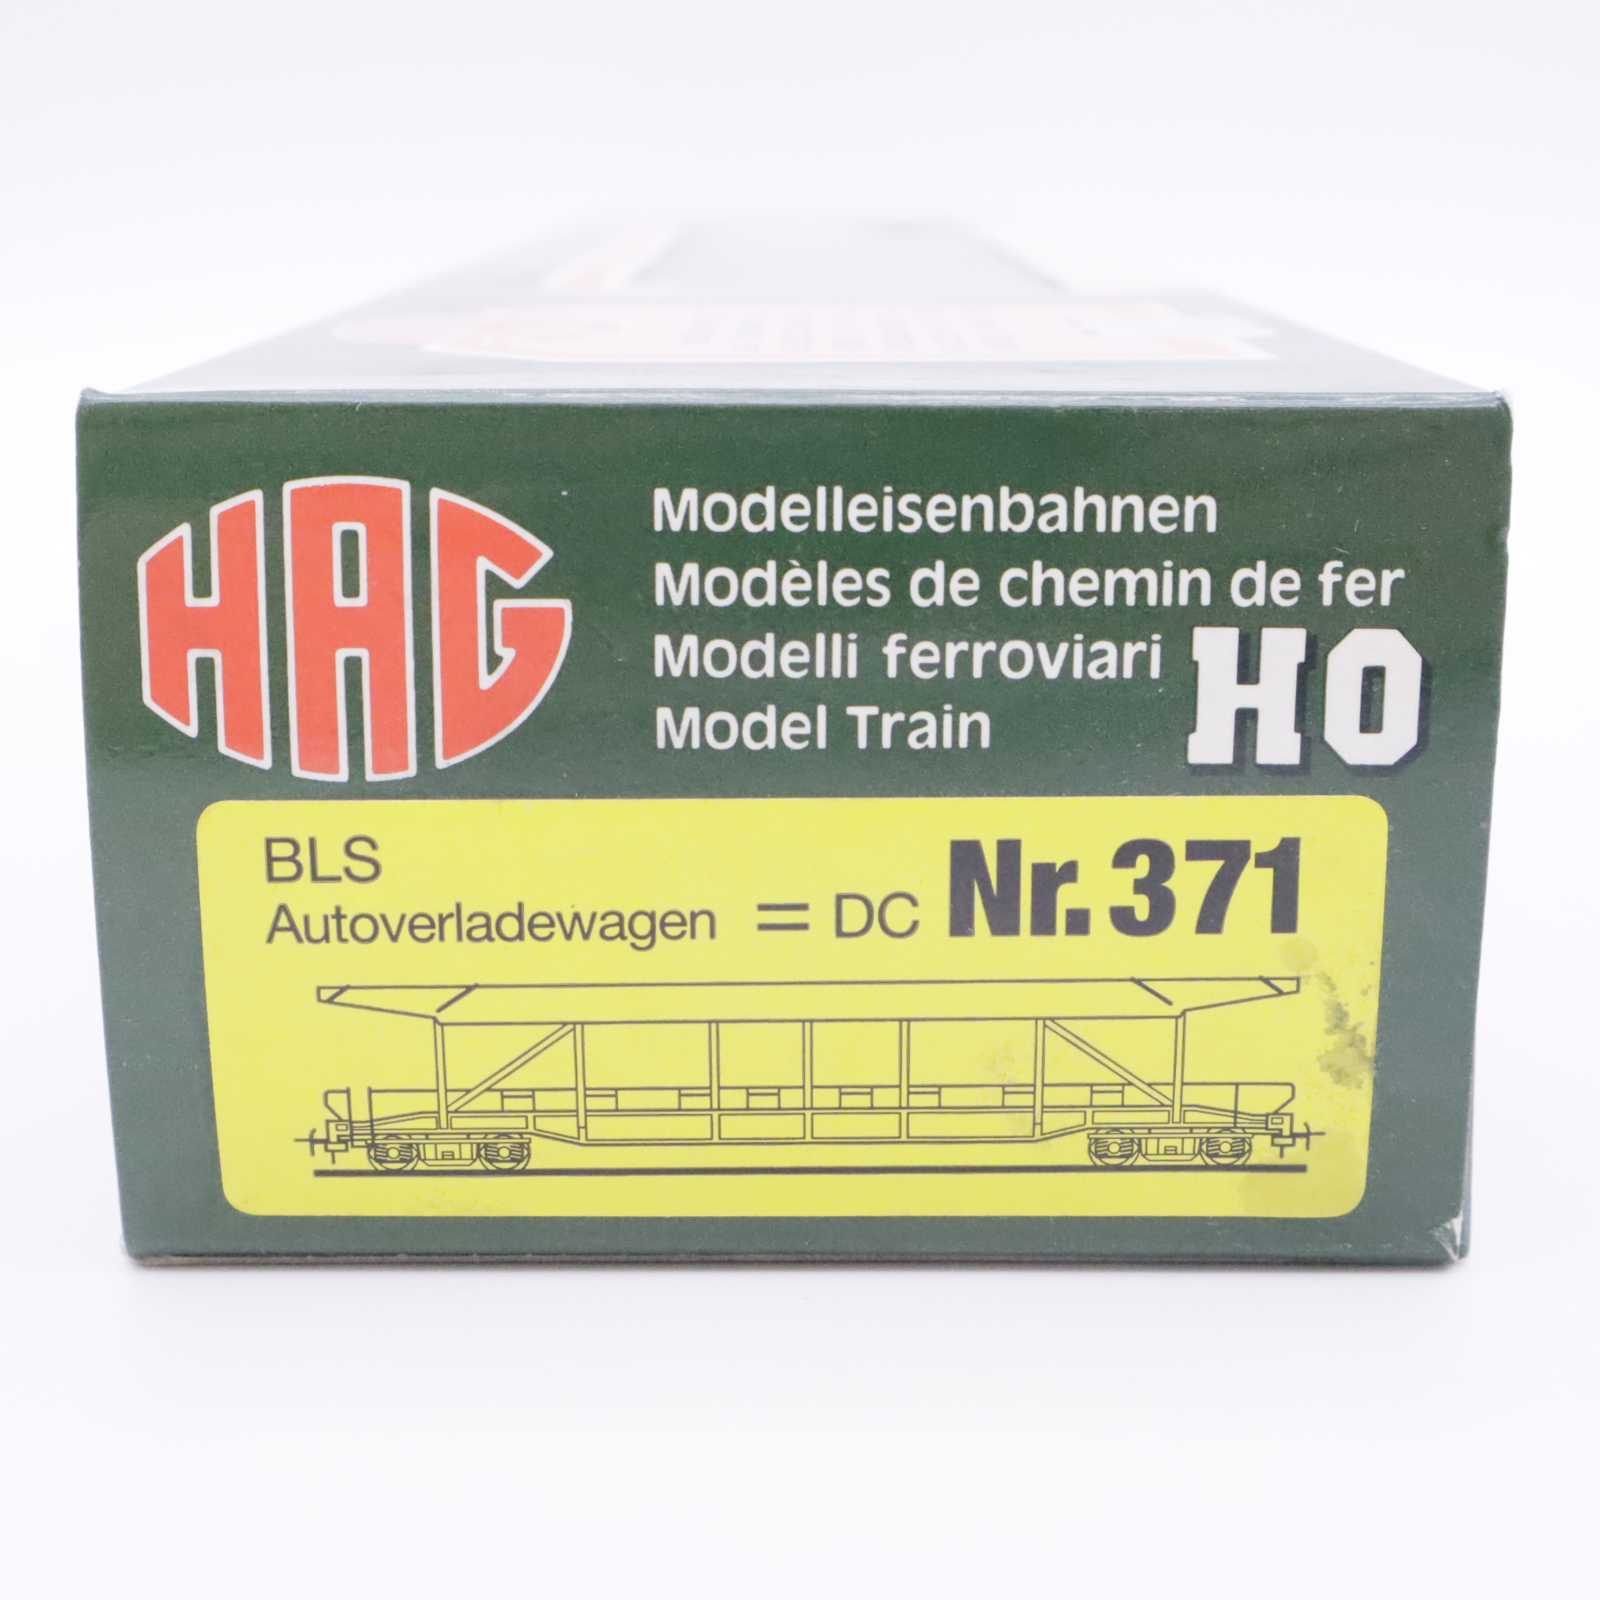 HAG
Modelleisenbahnen
Modèles de chemin de fer
Modelli ferroviari
Model Train
HO
BLS
Autoverladewagen = DC Nr. 371